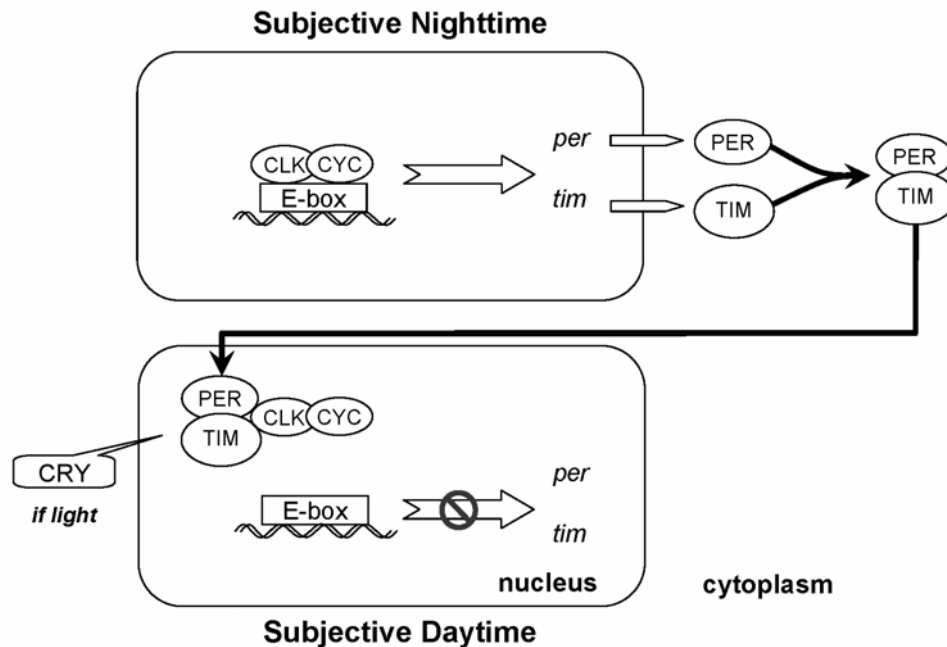 Subjective Nighttime
CLK CYC
E-box
per
tim
PER
TIM
PER
TIM
PER
TIM
CLK CYC
CRY
if light
E-box
per
tim
nucleus
cytoplasm
Subjective Daytime